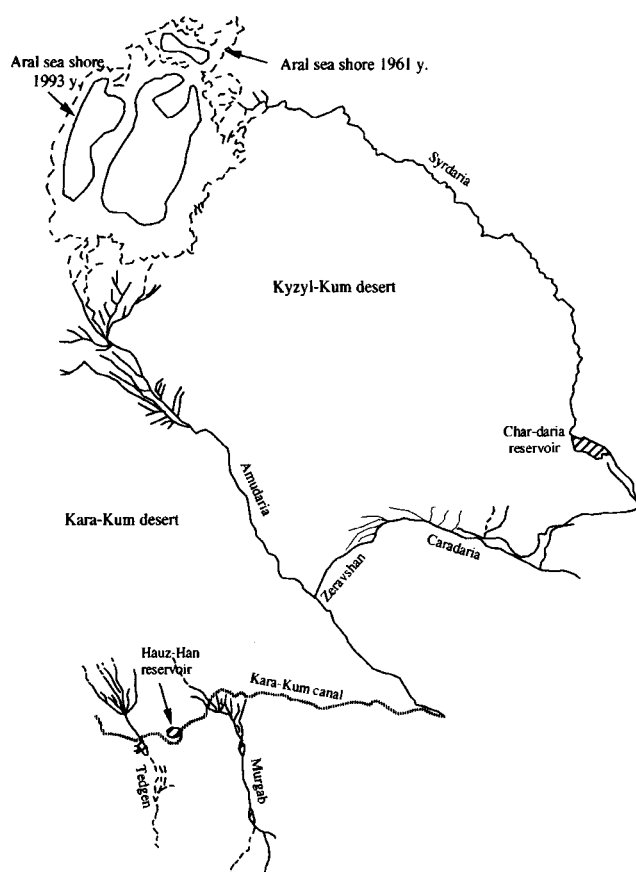 Aral sea shore
1993 y.
Aral sea shore 1961 y.
Syrdaria
Kyzyl-Kum desert
Char-daria
reservoir
Amudaria
Kara-Kum desert
Caradaria
Zeravshan
Hauz-Han
reservoir
Kara-Kum canal
Tedgen
Murgab